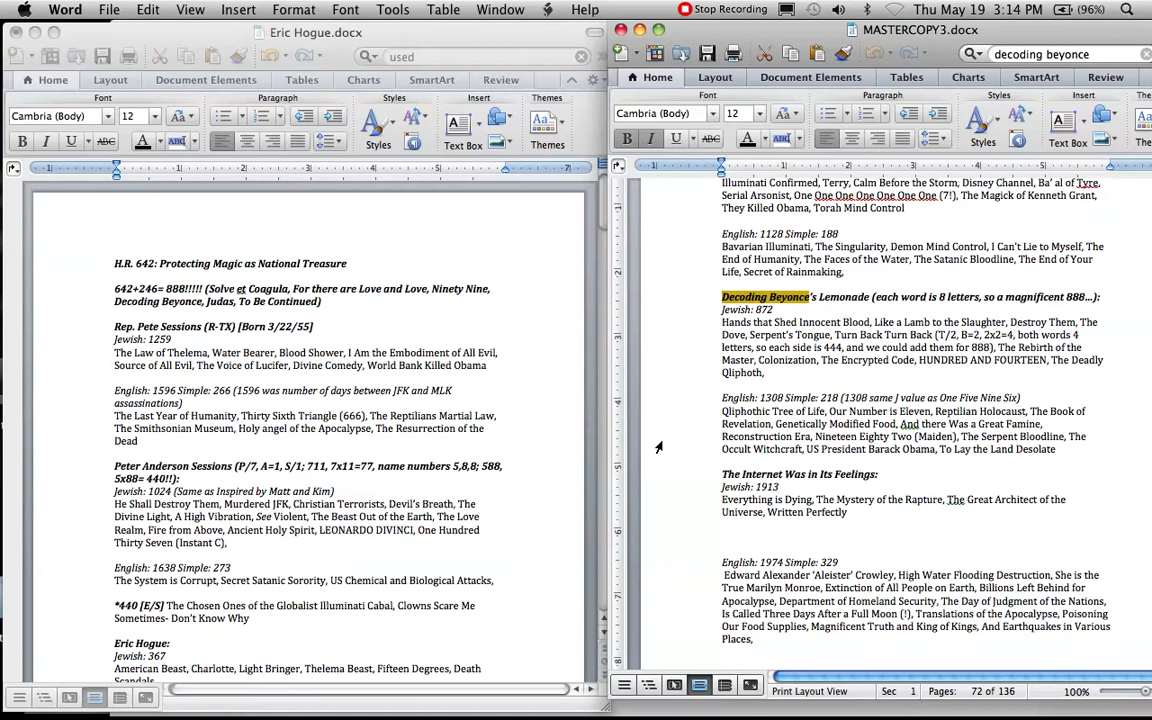 Word File Edit View Insert Format Font Tools Table Window Help
Stop Recording (96%) Thu May 19 3:14 PM
Eric Hogue.docx
used
Home Layout Document Elements Tables Charts SmartArt Review
Font Paragraph Styles Insert Themes
Cambria (Body) 12 Aa
B I U ABC A ABC Styles Text Box Themes
H.R. 642: Protecting Magic as National Treasure
642+246= 888!!!!! (Solve et Coagula, For there are Love and Love, Ninety Nine,
Decoding Beyonce, Judas, To Be Continued)
Rep. Pete Sessions (R-TX) [Born 3/22/55]
Jewish: 1259
The Law of Thelema, Water Bearer, Blood Shower, I Am the Embodiment of All Evil,
Source of All Evil, The Voice of Lucifer, Divine Comedy, World Bank Killed Obama
English: 1596 Simple: 266 (1596 was number of days between JFK and MLK
assassinations)
The Last Year of Humanity, Thirty Sixth Triangle (666), The Reptilians Martial Law,
The Smithsonian Museum, Holy angel of the Apocalypse, The Resurrection of the
Dead
Peter Anderson Sessions (P/7, A=1, S/1; 711, 7x11=77, name numbers 5,8,8; 588,
5x88= 440!!):
Jewish: 1024 (Same as Inspired by Matt and Kim)
He Shall Destroy Them, Murdered JFK, Christian Terrorists, Devil's Breath, The
Divine Light, A High Vibration, See Violent, The Beast Out of the Earth, The Love
Realm, Fire from Above, Ancient Holy Spirit, LEONARDO DIVINCI, One Hundred
Thirty Seven (Instant C),
English: 1638 Simple: 273
The System is Corrupt, Secret Satanic Sorority, US Chemical and Biological Attacks,
*440 [E/S] The Chosen Ones of the Globalist Illuminati Cabal, Clowns Scare Me
Sometimes- Don't Know Why
Eric Hogue:
Jewish: 367
American Beast, Charlotte, Light Bringer, Thelema Beast, Fifteen Degrees, Death
Scandals
MASTERCOPY3.docx
decoding beyonce
Home Layout Document Elements Tables Charts SmartArt Review
Font Paragraph Styles Insert
Cambria (Body) 12 Aa
B I U ABC A ABC Styles Text Box Themes
Illuminati Confirmed, Terry, Calm Before the Storm, Disney Channel, Ba' al of Tyre,
Serial Arsonist, One One One One One One One (7!), The Magick of Kenneth Grant,
They Killed Obama, Torah Mind Control
English: 1128 Simple: 188
Bavarian Illuminati, The Singularity, Demon Mind Control, I Can't Lie to Myself, The
End of Humanity, The Faces of the Water, The Satanic Bloodline, The End of Your
Life, Secret of Rainmaking,
Decoding Beyonce's Lemonade (each word is 8 letters, so a magnificent 888...):
Jewish: 872
Hands that Shed Innocent Blood, Like a Lamb to the Slaughter, Destroy Them, The
Dove, Serpent's Tongue, Turn Back Turn Back (T/2, B=2, 2x2=4, both words 4
letters, so each side is 444, and we could add them for 888), The Rebirth of the
Master, Colonization, The Encrypted Code, HUNDRED AND FOURTEEN, The Deadly
Qliphoth,
English: 1308 Simple: 218 (1308 same J value as One Five Nine Six)
Qliphothic Tree of Life, Our Number is Eleven, Reptilian Holocaust, The Book of
Revelation, Genetically Modified Food, And there Was a Great Famine,
Reconstruction Era, Nineteen Eighty Two (Maiden), The Serpent Bloodline, The
Occult Witchcraft, US President Barack Obama, To Lay the Land Desolate
The Internet Was in Its Feelings:
Jewish: 1913
Everything is Dying, The Mystery of the Rapture, The Great Architect of the
Universe, Written Perfectly
English: 1974 Simple: 329
Edward Alexander 'Aleister' Crowley, High Water Flooding Destruction, She is the
True Marilyn Monroe, Extinction of All People on Earth, Billions Left Behind for
Apocalypse, Department of Homeland Security, The Day of Judgment of the Nations,
Is Called Three Days After a Full Moon (!), Translations of the Apocalypse, Poisoning
Our Food Supplies, Magnificent Truth and King of Kings, And Earthquakes in Various
Places,
Print Layout View Sec 1 Pages: 72 of 136 100%